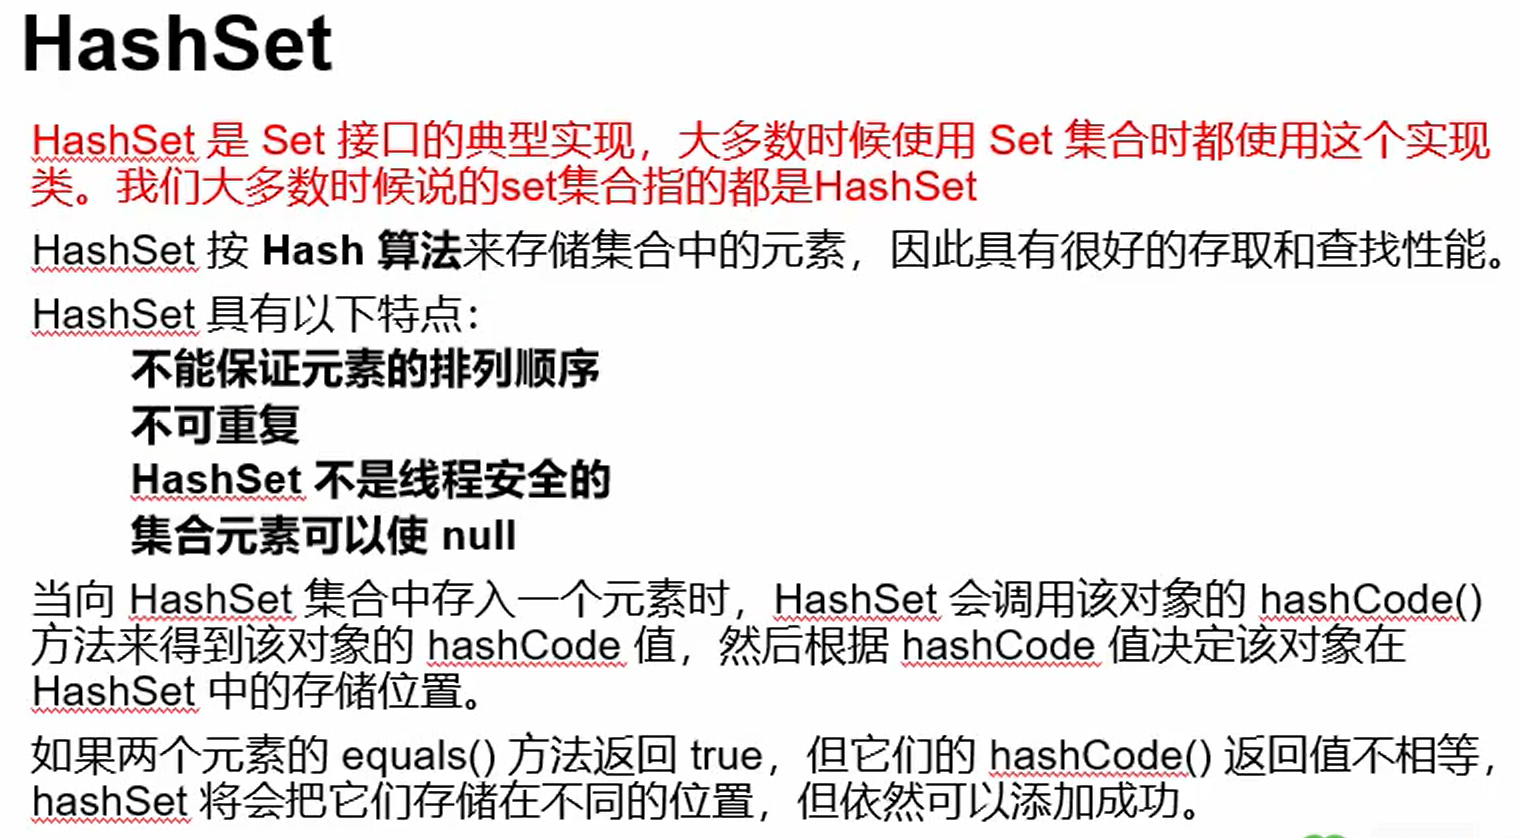 HashSet
HashSet 是 Set 接口的典型实现，大多数时候使用 Set 集合时都使用这个实现
类。我们大多数时候说的set集合指的都是HashSet
HashSet 按 Hash 算法来存储集合中的元素，因此具有很好的存取和查找性能。
HashSet 具有以下特点：
不能保证元素的排列顺序
不可重复
HashSet 不是线程安全的
集合元素可以使 null
当向 HashSet 集合中存入一个元素时，HashSet 会调用该对象的 hashCode()
方法来得到该对象的 hashCode 值，然后根据 hashCode 值决定该对象在
HashSet 中的存储位置。
如果两个元素的 equals() 方法返回 true，但它们的 hashCode() 返回值不相等，
hashSet 将会把它们存储在不同的位置，但依然可以添加成功。